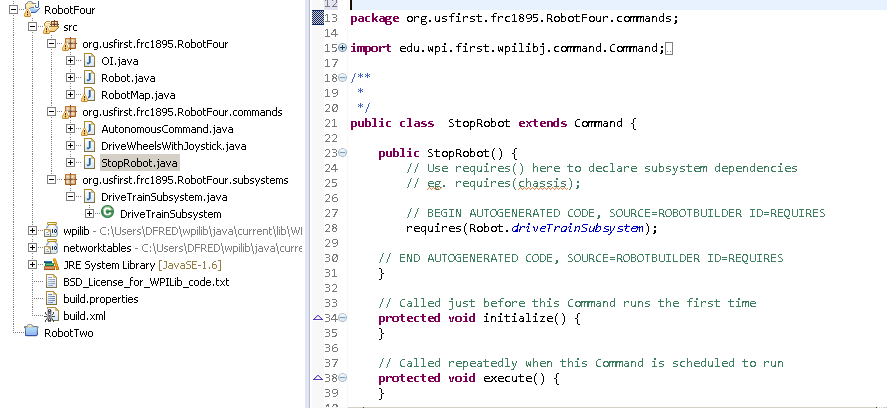 RobotFour
src
org.usfirst.frc1895.RobotFour
OI.java
Robot.java
RobotMap.java
org.usfirst.frc1895.RobotFour.commands
AutonomousCommand.java
DriveWheelsWithJoystick.java
StopRobot.java
org.usfirst.frc1895.RobotFour.subsystems
DriveTrainSubsystem.java
DriveTrainSubsystem
wpilib - C:\Users\DFRED\wpilib\java\current\lib\WI
networktables - C:\Users\DFRED\wpilib\java\curre
JRE System Library [JavaSE-1.6]
BSD_License_for_WPILib_code.txt
build.properties
build.xml
RobotTwo
12
13 package org.usfirst.frc1895.RobotFour.commands;
14
15 import edu.wpi.first.wpilibj.command.Command;
17
18 /**
19 *
20 */
21 public class  StopRobot extends Command {
22
23 public StopRobot() {
24 // Use requires() here to declare subsystem dependencies
25 // eg. requires(chassis);
26
27 // BEGIN AUTOGENERATED CODE, SOURCE=ROBOTBUILDER ID=REQUIRES
28 requires(Robot.driveTrainSubsystem);
29
30 // END AUTOGENERATED CODE, SOURCE=ROBOTBUILDER ID=REQUIRES
31 }
32
33 // Called just before this Command runs the first time
34 protected void initialize() {
35 }
36
37 // Called repeatedly when this Command is scheduled to run
38 protected void execute() {
39 }